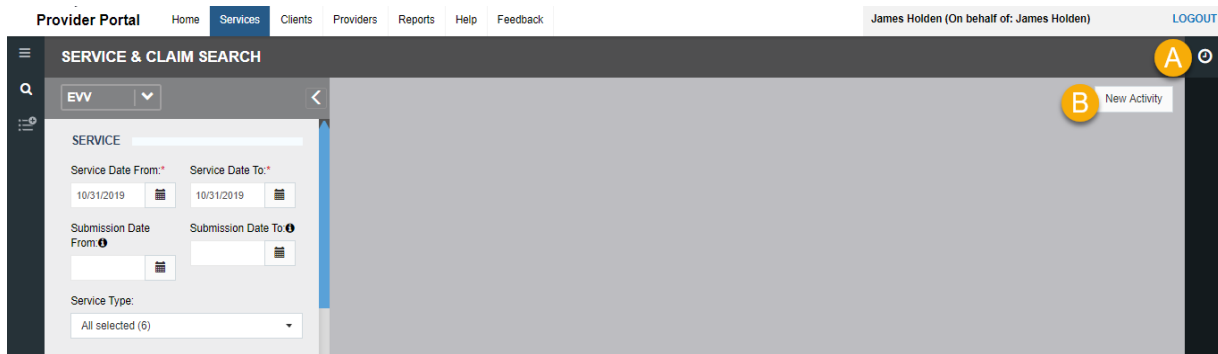 Provider Portal Home Services Clients Providers Reports Help Feedback James Holden (On behalf of: James Holden) LOGOUT
SERVICE & CLAIM SEARCH A
EVV B New Activity
SERVICE
Service Date From:* Service Date To:*
10/31/2019 10/31/2019
Submission Date Submission Date To:
From:
Service Type:
All selected (6)